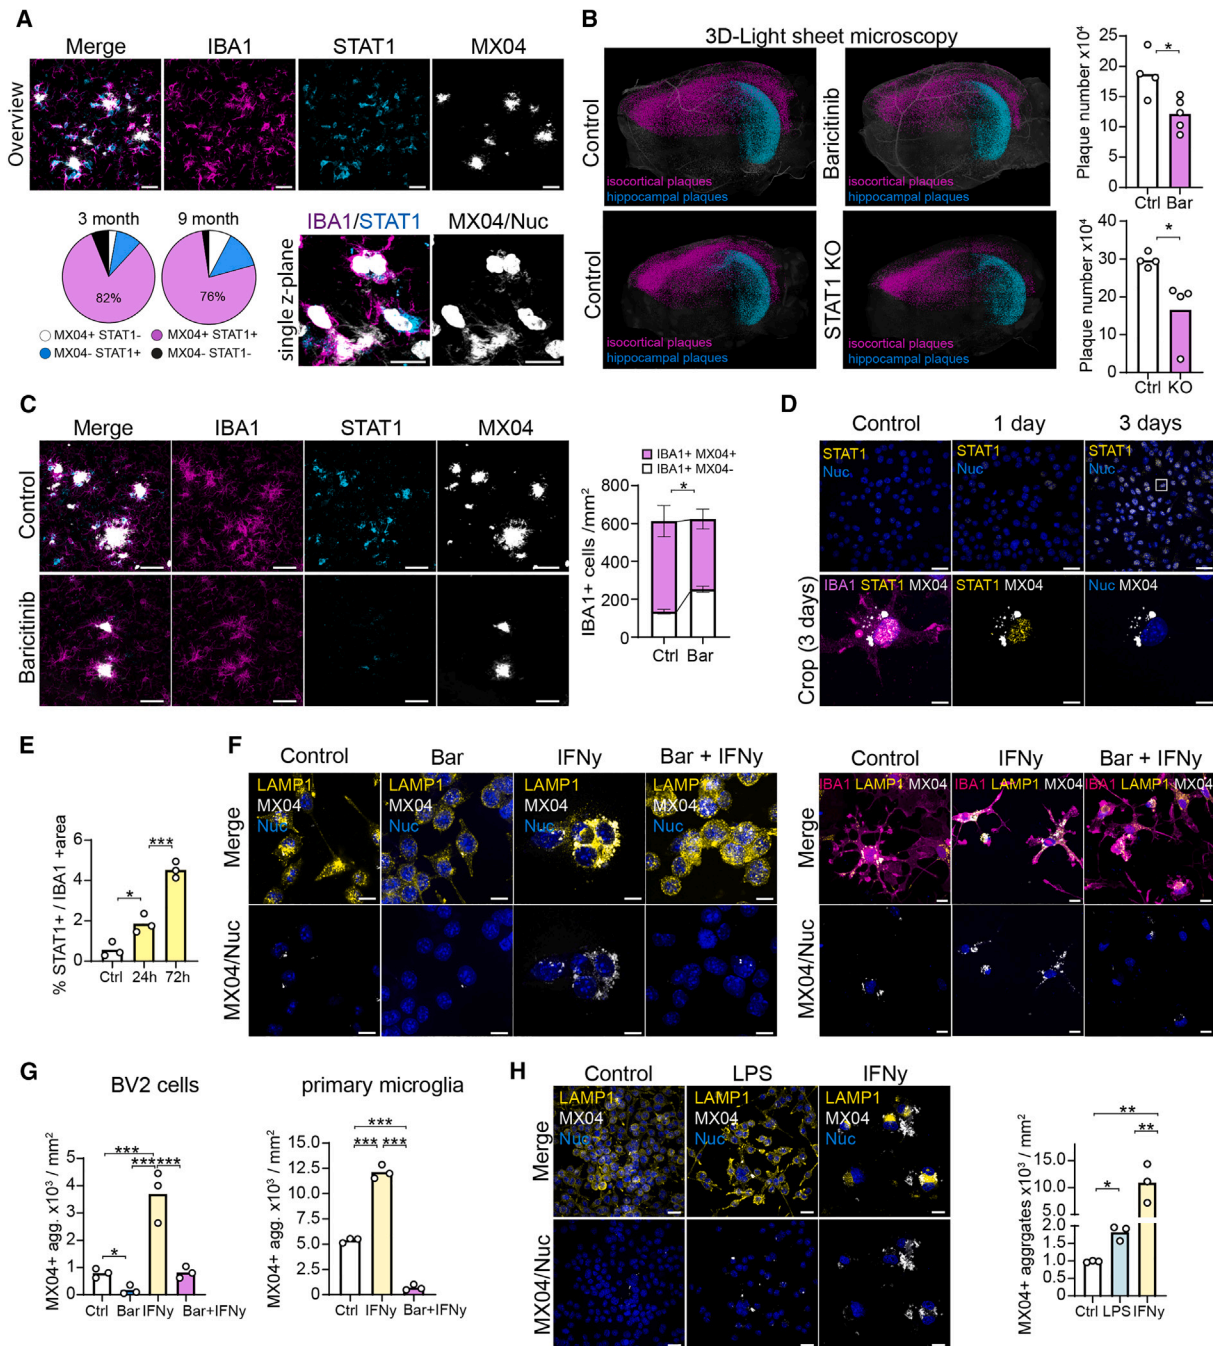 A
Merge IBA1 STAT1 MX04
Overview
3 month 9 month
82% 76%
MX04+ STAT1- MX04+ STAT1+
MX04- STAT1+ MX04- STAT1-
IBA1/STAT1 MX04/Nuc
single z-plane
B
3D-Light sheet microscopy
Control
isocortical plaques
hippocampal plaques
Baricitinib
isocortical plaques
hippocampal plaques
Control
isocortical plaques
hippocampal plaques
STAT1 KO
isocortical plaques
hippocampal plaques
Plaque number x10⁴
25
20
15
10
5
0
*
Ctrl Bar
Plaque number x10⁴
40
30
20
10
0
*
Ctrl KO
C
Merge IBA1 STAT1 MX04
Control
Baricitinib
IBA1+ MX04+
IBA1+ MX04-
IBA1+ cells /mm²
800
600
400
200
0
*
Ctrl Bar
D
Control 1 day 3 days
STAT1 STAT1 STAT1
Nuc Nuc Nuc
Crop (3 days)
IBA1 STAT1 MX04 STAT1 MX04 Nuc MX04
E
% STAT1+ / IBA1 +area
6
4
2
0
* ***
Ctrl 24h 72h
F
Control Bar IFNy Bar + IFNy
Merge
LAMP1 LAMP1 LAMP1 LAMP1
MX04 MX04 MX04 MX04
Nuc Nuc Nuc Nuc
MX04/Nuc
Control IFNy Bar + IFNy
Merge
IBA1 LAMP1 MX04 IBA1 LAMP1 MX04 IBA1 LAMP1 MX04
MX04/Nuc
G
BV2 cells
MX04+ agg. x10³ / mm²
5
4
3
2
1
0
***
*** ***
*
Ctrl Bar IFNy Bar+IFNy
primary microglia
MX04+ agg. x10³ / mm²
15.0
12.5
10.0
7.5
5.0
2.5
0
***
*** ***
Ctrl IFNy Bar+IFNy
H
Control LPS IFNy
Merge
LAMP1 LAMP1 LAMP1
MX04 MX04 MX04
Nuc Nuc Nuc
MX04/Nuc
MX04+ aggrgates x10³ / mm²
15.0
10.0
5.0
2.0
1.5
1.0
0.5
0
**
**
*
Ctrl LPS IFNy